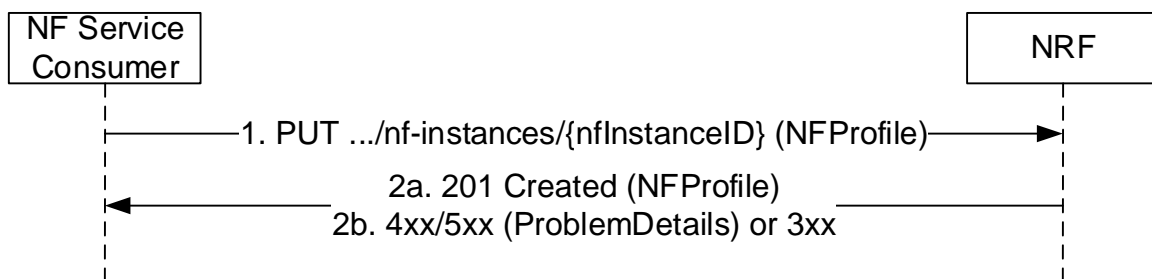 NF Service
Consumer
NRF
1. PUT .../nf-instances/{nfInstanceID} (NFProfile)
2a. 201 Created (NFProfile)
2b. 4xx/5xx (ProblemDetails) or 3xx